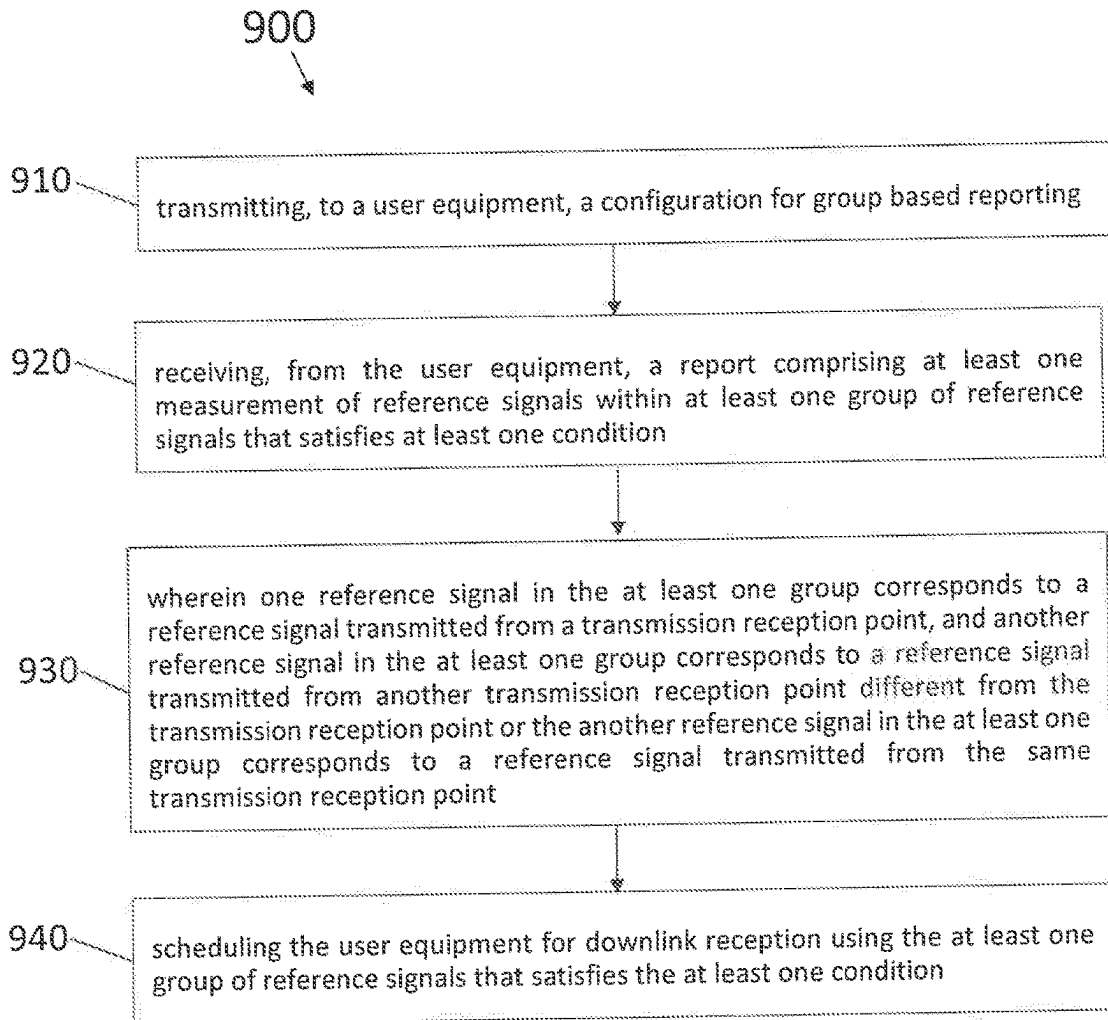 900
910
transmitting, to a user equipment, a configuration for group based reporting
920
receiving, from the user equipment, a report comprising at least one
measurement of reference signals within at least one group of reference
signals that satisfies at least one condition
930
wherein one reference signal in the at least one group corresponds to a
reference signal transmitted from a transmission reception point, and another
reference signal in the at least one group corresponds to a reference signal
transmitted from another transmission reception point different from the
transmission reception point or the another reference signal in the at least one
group corresponds to a reference signal transmitted from the same
transmission reception point
940
scheduling the user equipment for downlink reception using the at least one
group of reference signals that satisfies the at least one condition